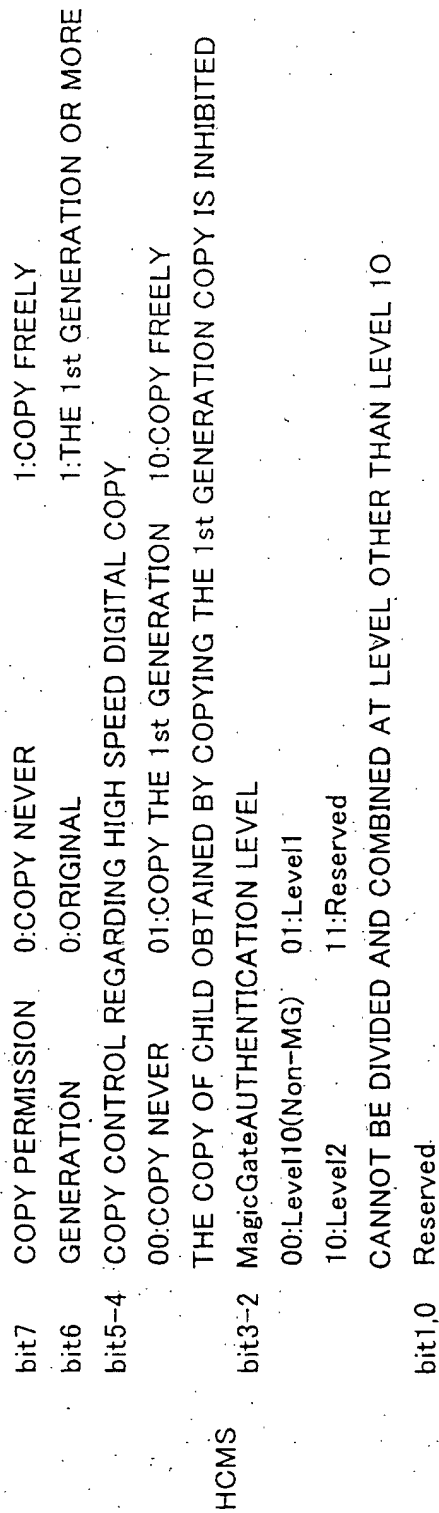 bit7 COPY PERMISSION 0:COPY NEVER 1:COPY FREELY
bit6 GENERATION 0:ORIGINAL 1:THE 1st GENERATION OR MORE
bit5-4 COPY CONTROL REGARDING HIGH SPEED DIGITAL COPY
00:COPY NEVER 01:COPY THE 1st GENERATION 10:COPY FREELY
THE COPY OF CHILD OBTAINED BY COPYING THE 1st GENERATION COPY IS INHIBITED
HCMS
bit3-2 MagicGateAUTHENTICATION LEVEL
00:Level10(Non-MG) 01:Level1
10:Level2 11:Reserved
CANNOT BE DIVIDED AND COMBINED AT LEVEL OTHER THAN LEVEL 10
bit1,0 Reserved